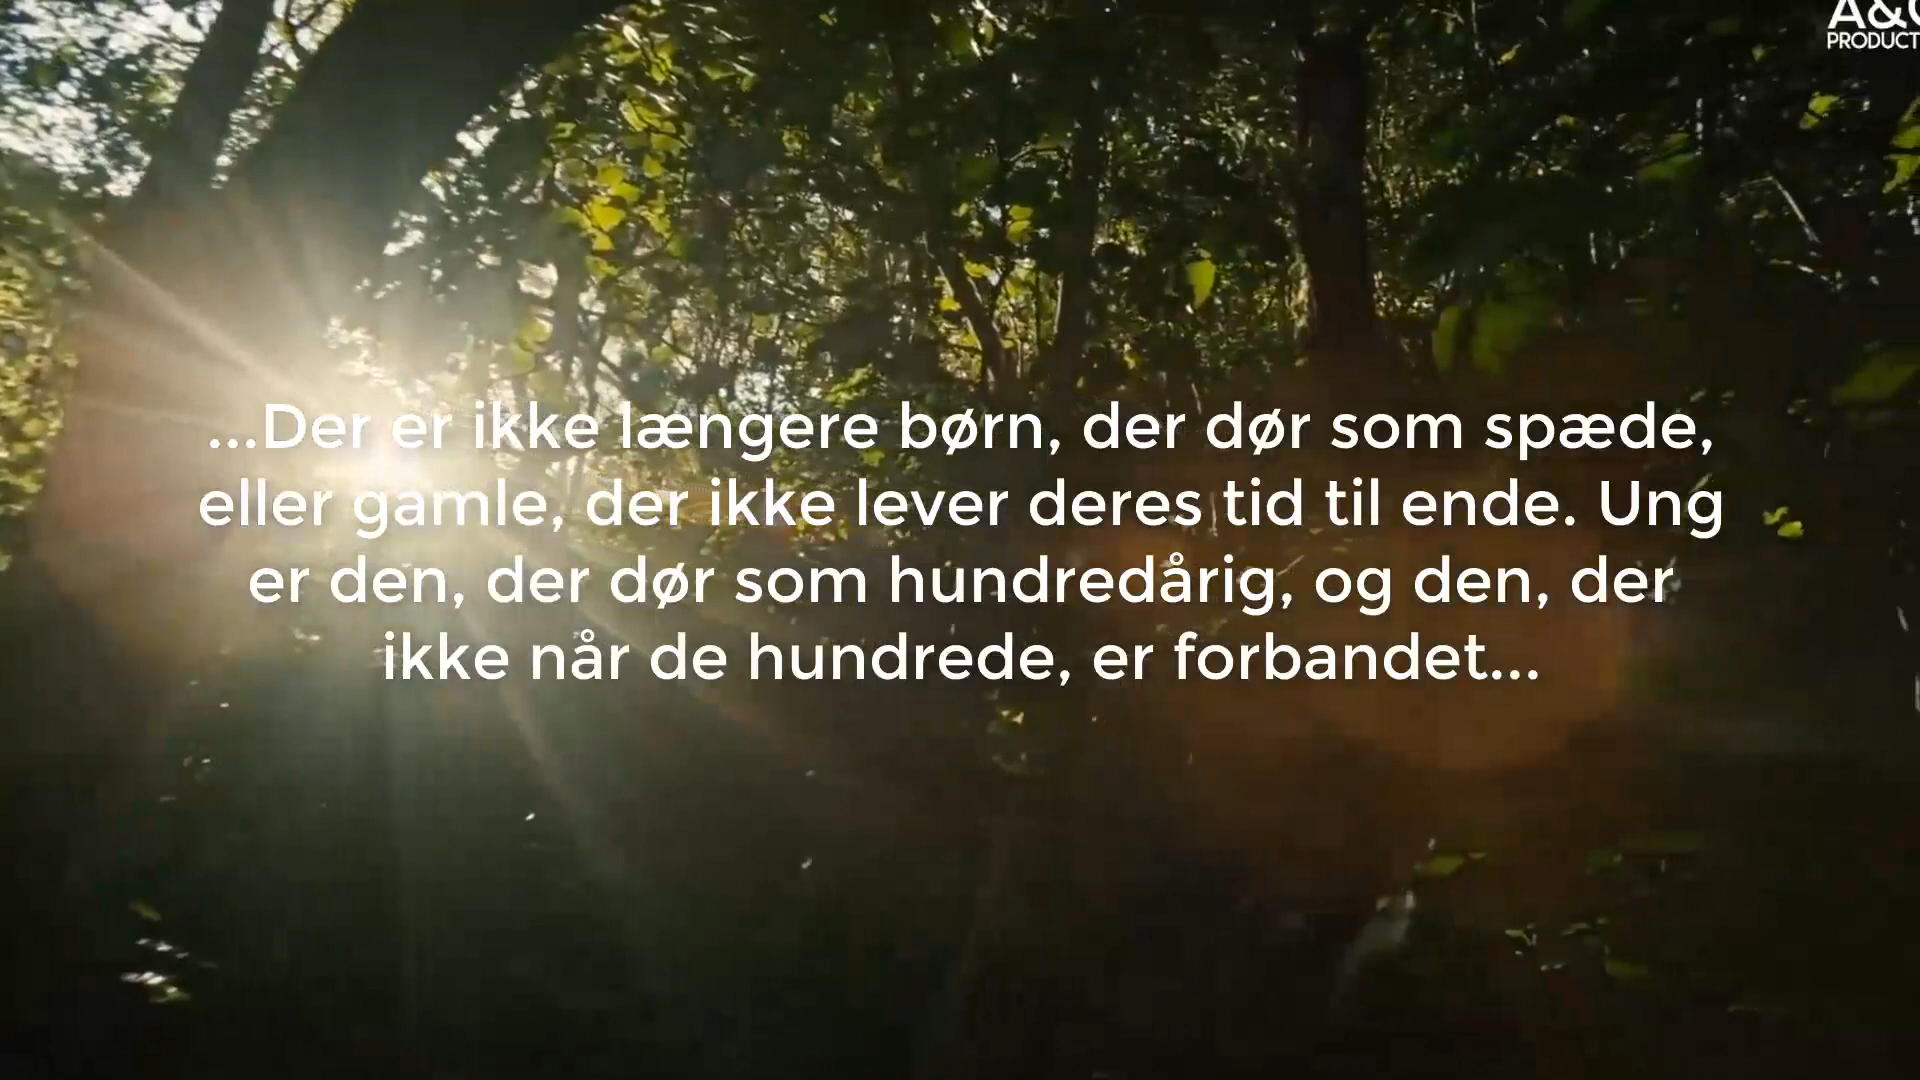 A&
PRODUCT
...Der er ikke længere børn, der dør som spæde,
eller gamle, der ikke lever deres tid til ende. Ung
er den, der dør som hundredårig, og den, der
ikke når de hundrede, er forbandet...